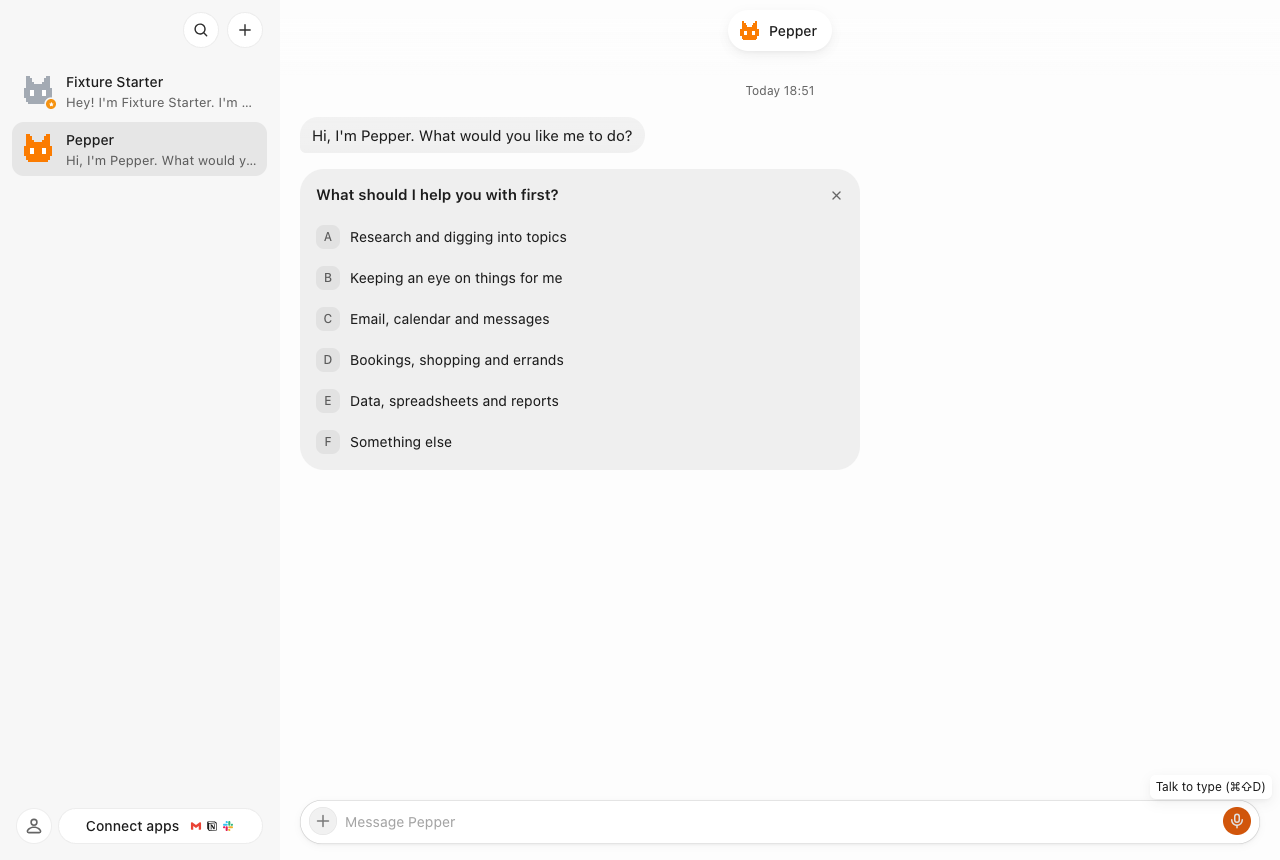 Pepper
Fixture Starter
Hey! I'm Fixture Starter. I'm ...
Pepper
Hi, I'm Pepper. What would y...
Today 18:51
Hi, I'm Pepper. What would you like me to do?
What should I help you with first?
A Research and digging into topics
B Keeping an eye on things for me
C Email, calendar and messages
D Bookings, shopping and errands
E Data, spreadsheets and reports
F Something else
Talk to type (⌘⇧D)
Connect apps
Message Pepper